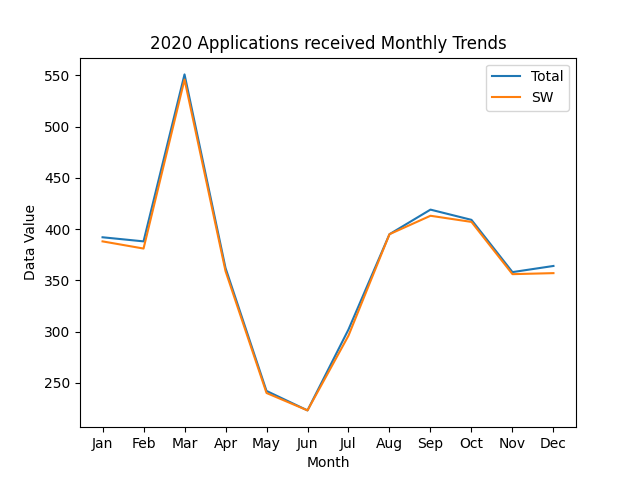 2020 Applications received Monthly Trends
Total
SW
550
500
450
400
350
300
250
Data Value
Jan Feb Mar Apr May Jun Jul Aug Sep Oct Nov Dec
Month